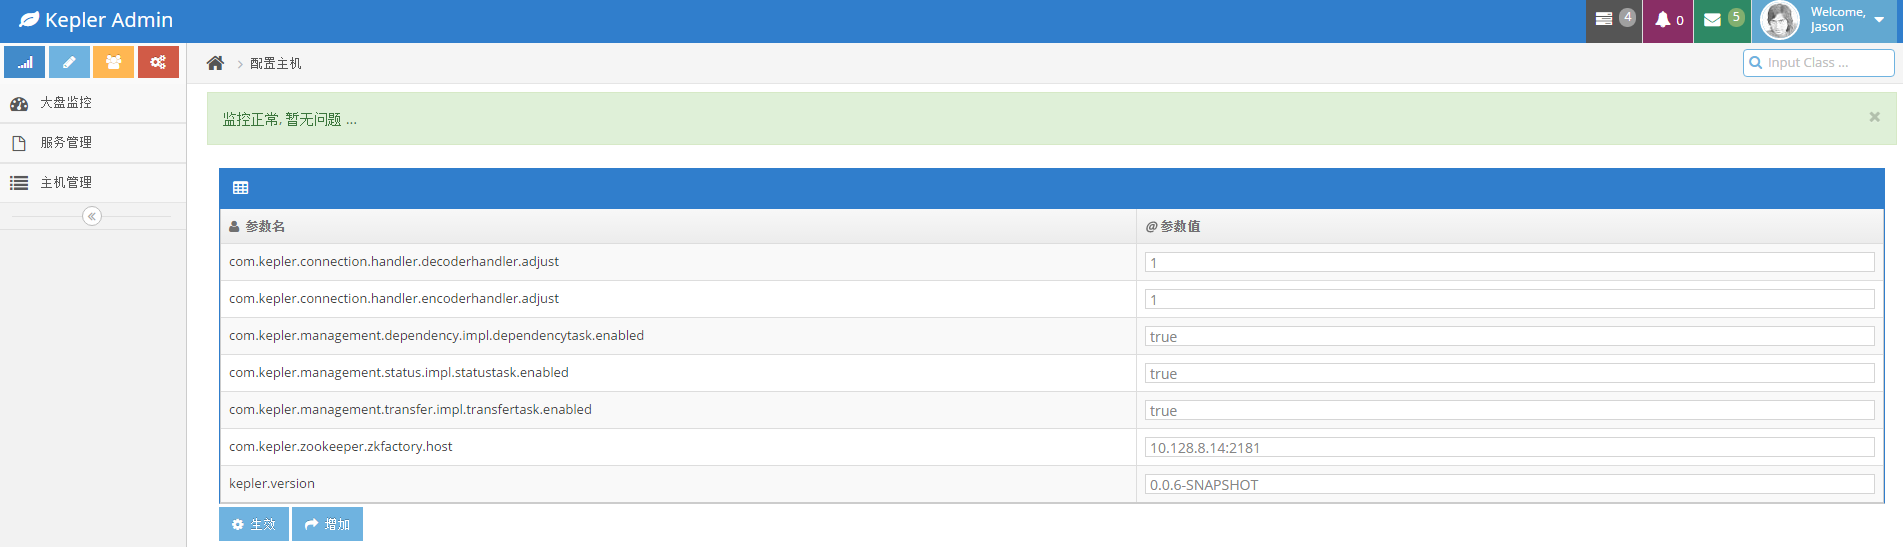 Kepler Admin
4
0
5
Welcome,
Jason
配置主机
Input Class ...
大盘监控
服务管理
主机管理
监控正常, 暂无问题 ...
参数名 @ 参数值
com.kepler.connection.handler.decoderhandler.adjust 1
com.kepler.connection.handler.encoderhandler.adjust 1
com.kepler.management.dependency.impl.dependencytask.enabled true
com.kepler.management.status.impl.statustask.enabled true
com.kepler.management.transfer.impl.transfertask.enabled true
com.kepler.zookeeper.zkfactory.host 10.128.8.14:2181
kepler.version 0.0.6-SNAPSHOT
生效 增加